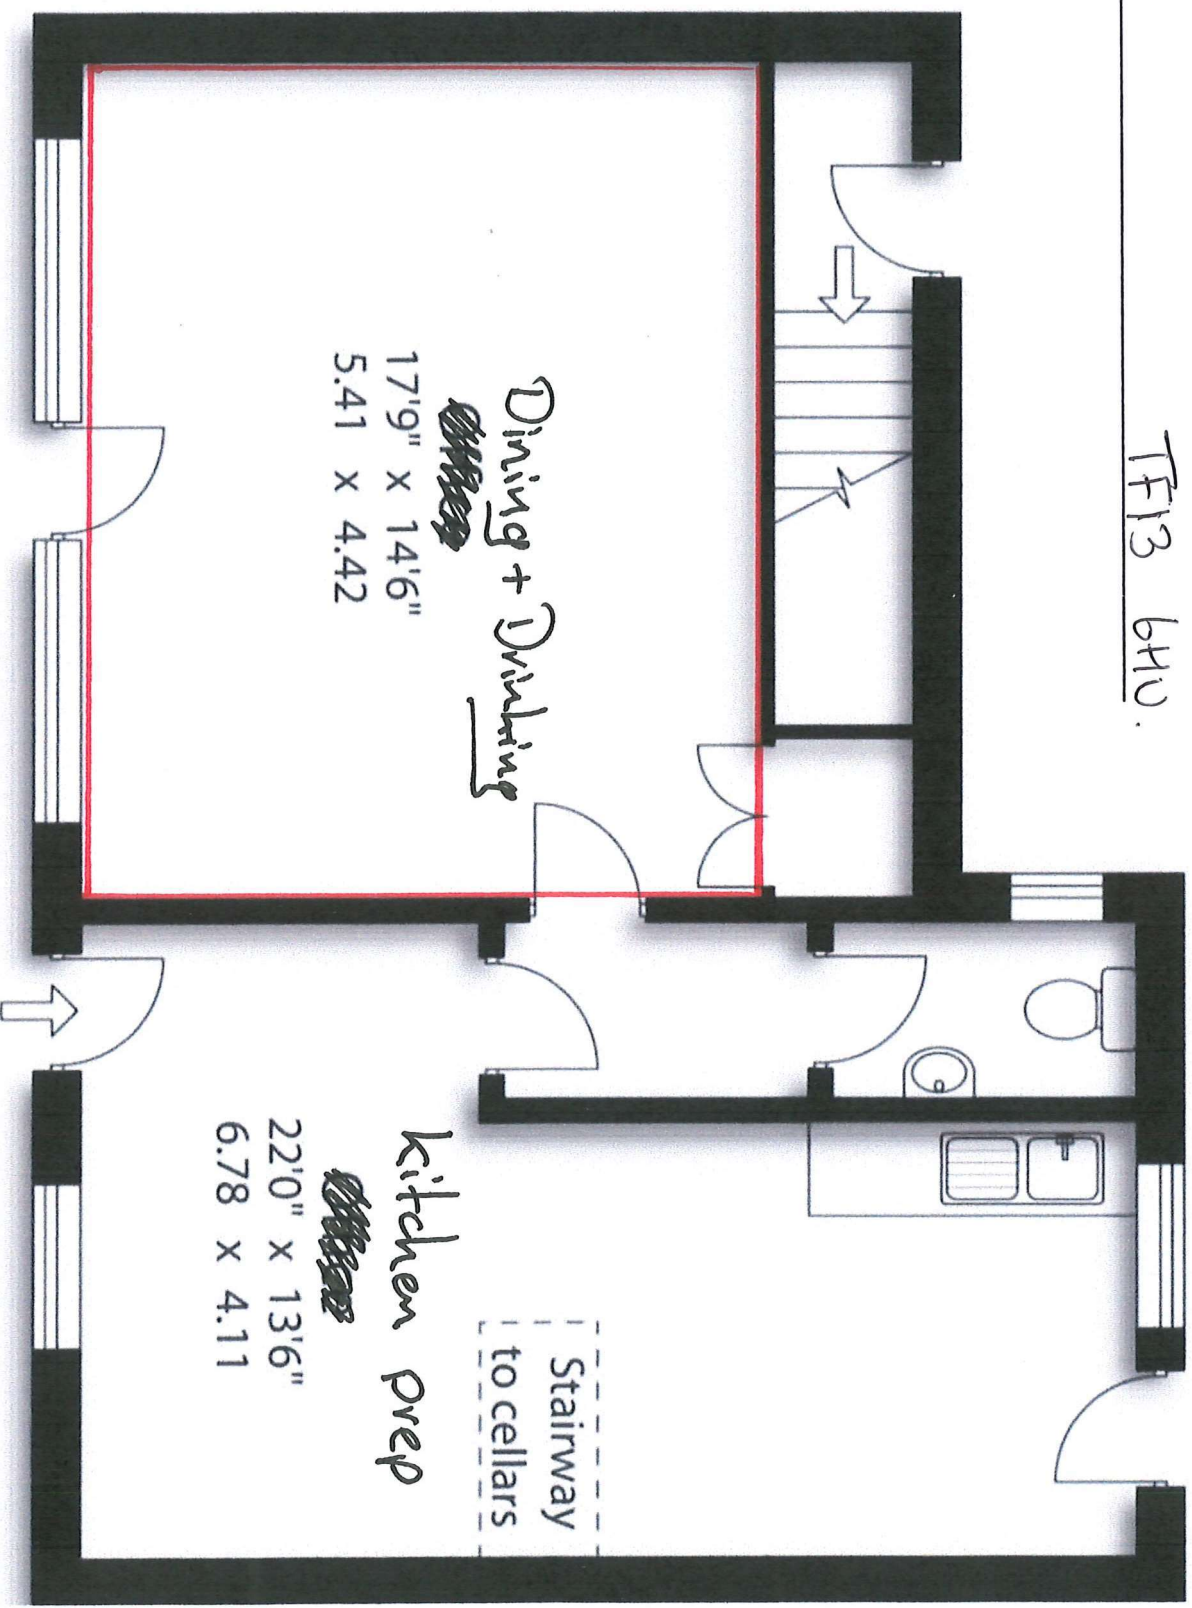 TF13 6HU.
Dining + Drinking
17'9" x 14'6"
5.41 x 4.42
kitchen prep
22'0" x 13'6"
6.78 x 4.11
Stairway
to cellars